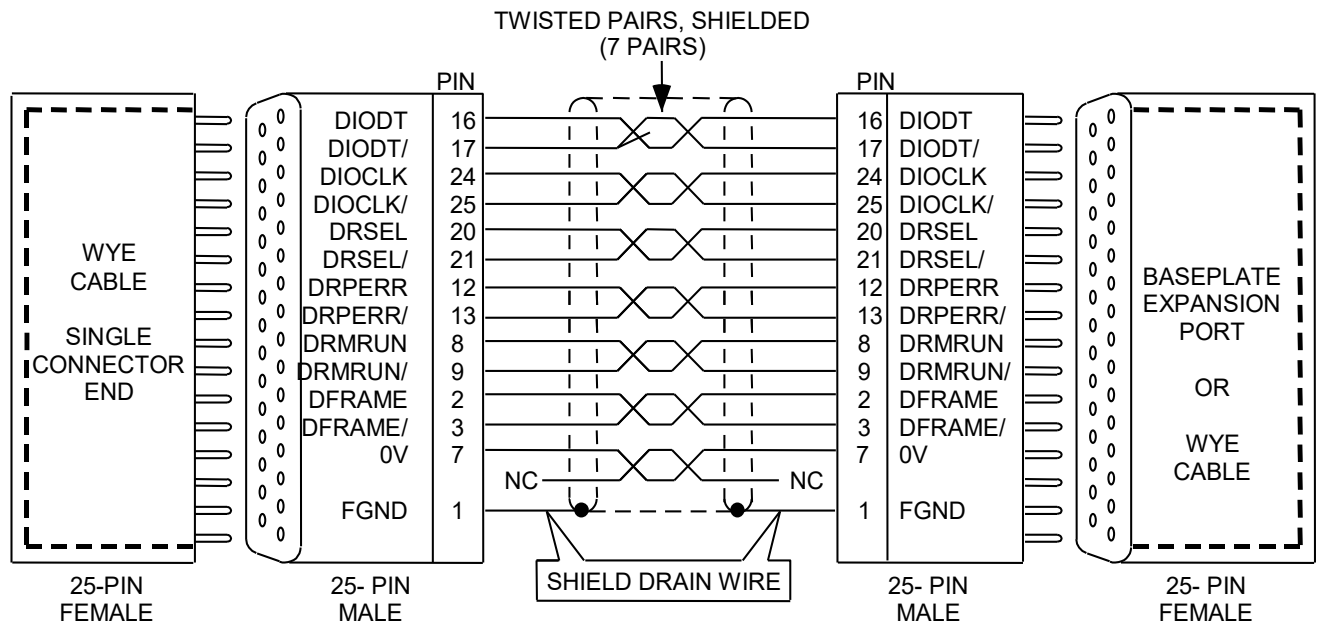 TWISTED PAIRS, SHIELDED
(7 PAIRS)
PIN
PIN
DIODT 16
16 DIODT
DIODT/ 17
17 DIODT/
DIOCLK 24
24 DIOCLK
DIOCLK/ 25
25 DIOCLK/
DRSEL 20
20 DRSEL
DRSEL/ 21
21 DRSEL/
DRPERR 12
12 DRPERR
DRPERR/ 13
13 DRPERR/
DRMRUN 8
8 DRMRUN
DRMRUN/ 9
9 DRMRUN/
DFRAME 2
2 DFRAME
DFRAME/ 3
3 DFRAME/
0V 7
7 0V
NC
NC
FGND 1
1 FGND
WYE
CABLE
SINGLE
CONNECTOR
END
BASEPLATE
EXPANSION
PORT
OR
WYE
CABLE
SHIELD DRAIN WIRE
25-PIN
FEMALE
25- PIN
MALE
25- PIN
MALE
25-PIN
FEMALE